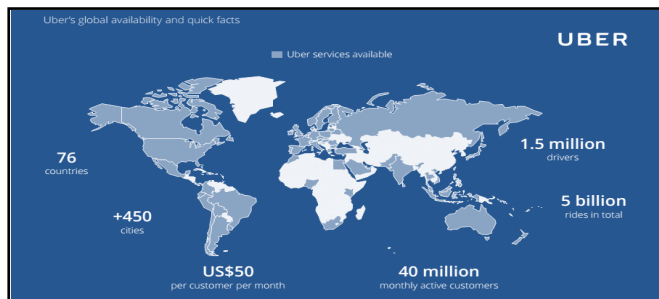 Uber's global availability and quick facts
UBER
Uber services available
76
countries
1.5 million
drivers
+450
cities
5 billion
rides in total
US$50
per customer per month
40 million
monthly active customers